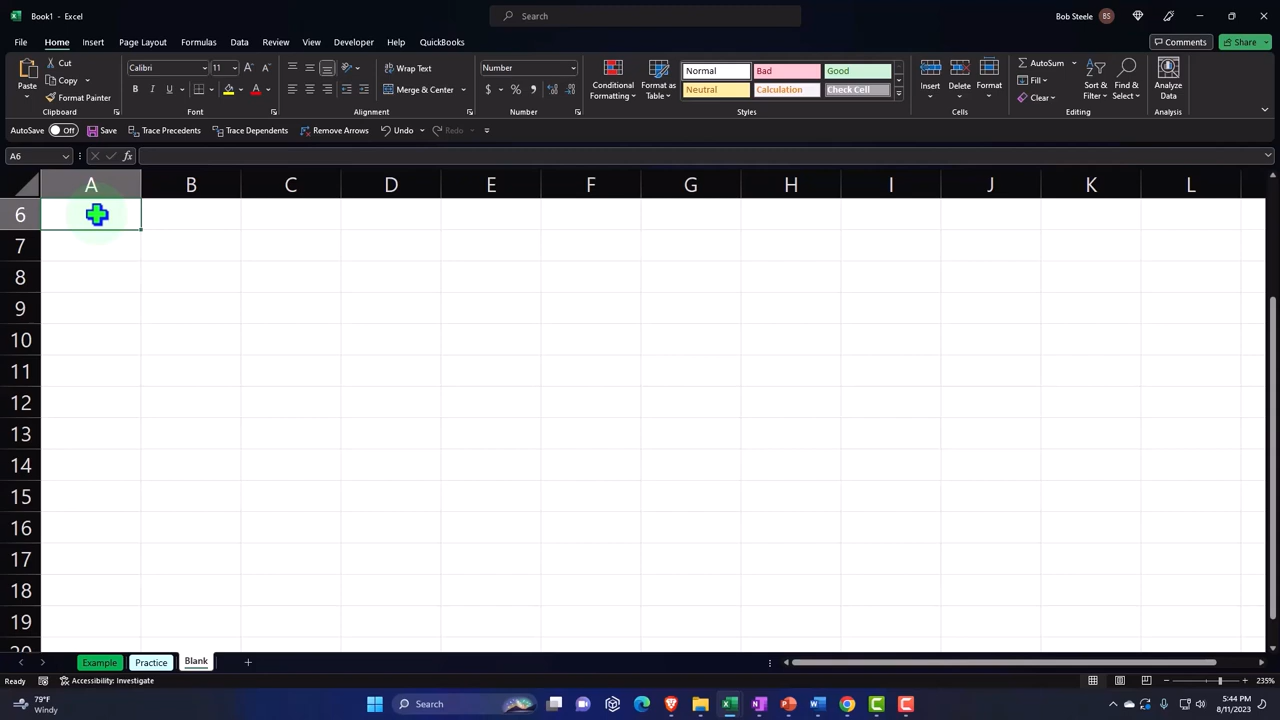 Book1 - Excel
Search
Bob Steele BS
File Home Insert Page Layout Formulas Data Review View Developer Help QuickBooks
Comments Share
Paste
Cut
Copy
Format Painter
Clipboard
Calibri 11
B I U
Font
Wrap Text
Merge & Center
Alignment
Number
$ %
Number
Conditional Formatting
Format as Table
Normal Bad Good
Neutral Calculation Check Cell
Styles
Insert Delete Format
Cells
AutoSum
Fill
Clear
Sort & Filter
Find & Select
Editing
Analyze Data
Analysis
AutoSave Off Save Trace Precedents Trace Dependents Remove Arrows Undo Redo
A6 fx
A B C D E F G H I J K L
6
7
8
9
10
11
12
13
14
15
16
17
18
19
Example Practice Blank
Ready Accessibility: Investigate 235%
79°F
Windy
Search
5:44 PM
8/11/2023